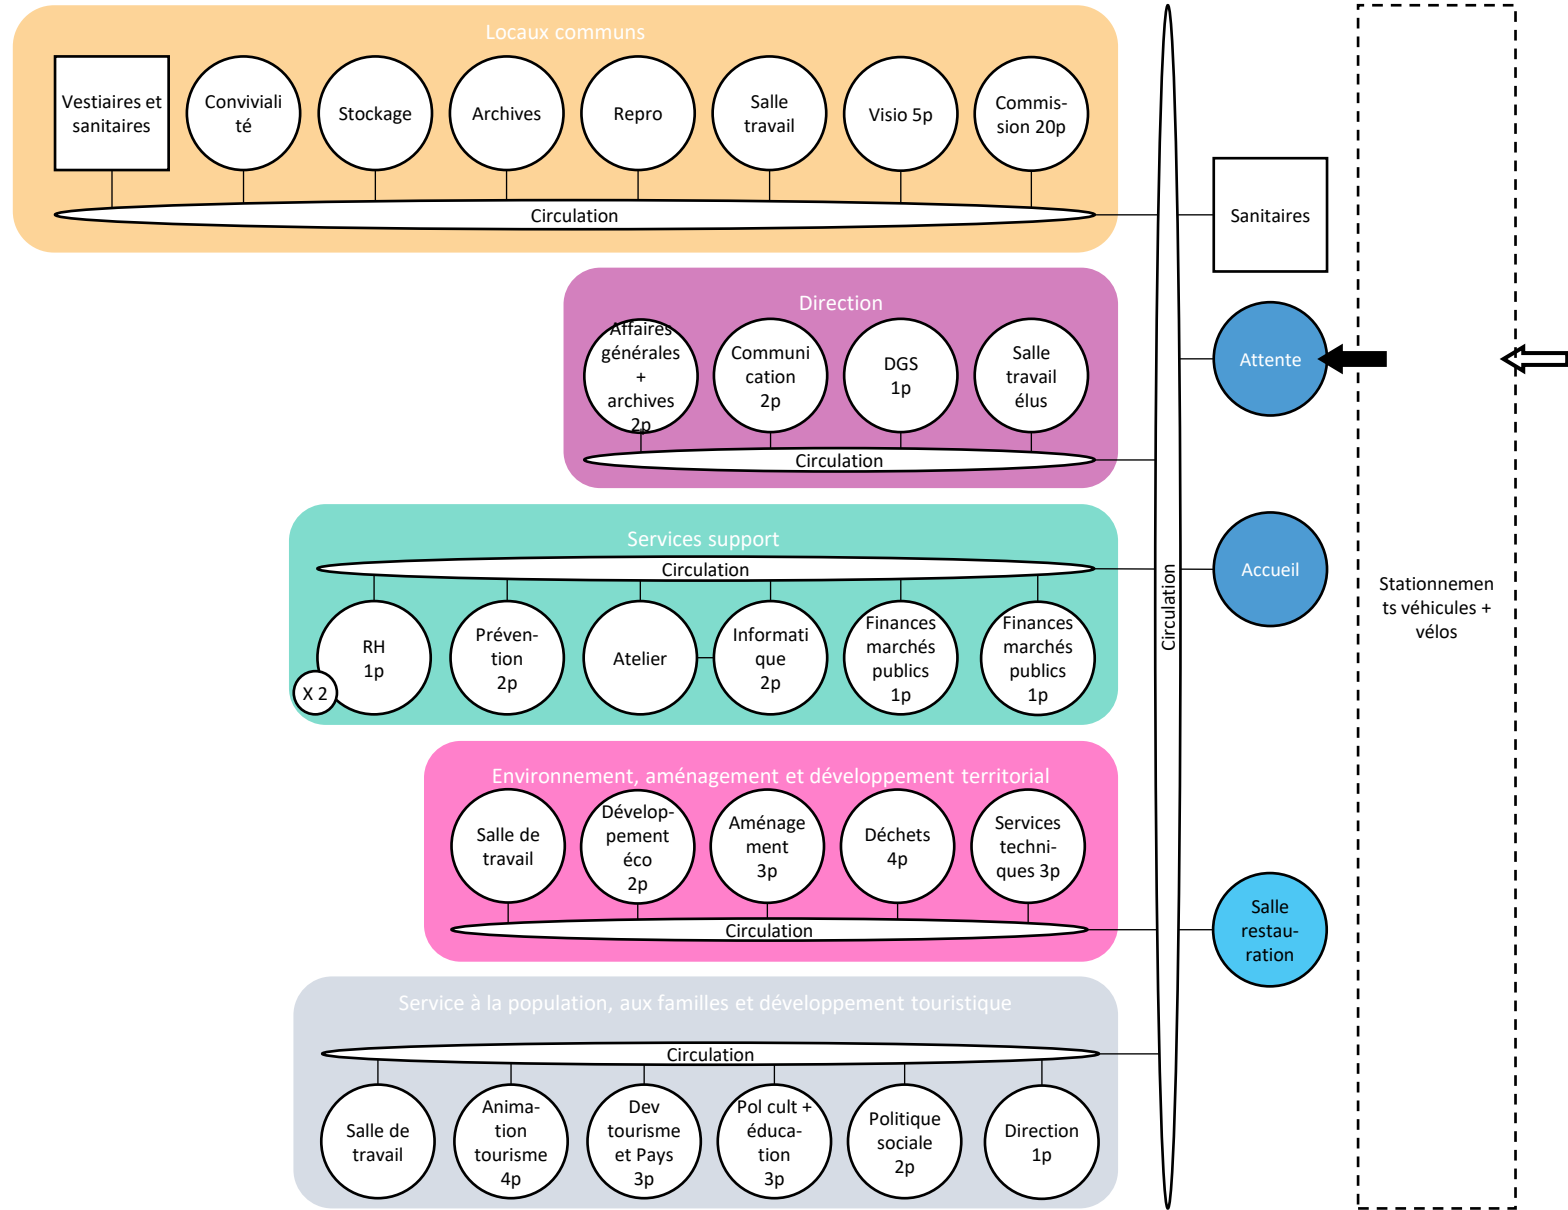 Locaux communs
Vestiaires et
sanitaires
Conviviali
té
Stockage
Archives
Repro
Salle
travail
Visio 5p
Commis-
sion 20p
Circulation
Sanitaires
Direction
Affaires
générales
+
archives
2p
Communi
cation
2p
DGS
1p
Salle
travail
élus
Circulation
Attente
Services support
Circulation
RH
1p
X 2
Préven-
tion
2p
Atelier
Informati
que
2p
Finances
marchés
publics
1p
Finances
marchés
publics
1p
Accueil
Circulation
Stationnemen
ts véhicules +
vélos
Environnement, aménagement et développement territorial
Salle de
travail
Dévelop-
pement
éco
2p
Aménage
ment
3p
Déchets
4p
Services
techni-
ques 3p
Circulation
Salle
restau-
ration
Service à la population, aux familles et développement touristique
Circulation
Salle de
travail
Anima-
tion
tourisme
4p
Dev
tourisme
et Pays
3p
Pol cult +
éduca-
tion
3p
Politique
sociale
2p
Direction
1p